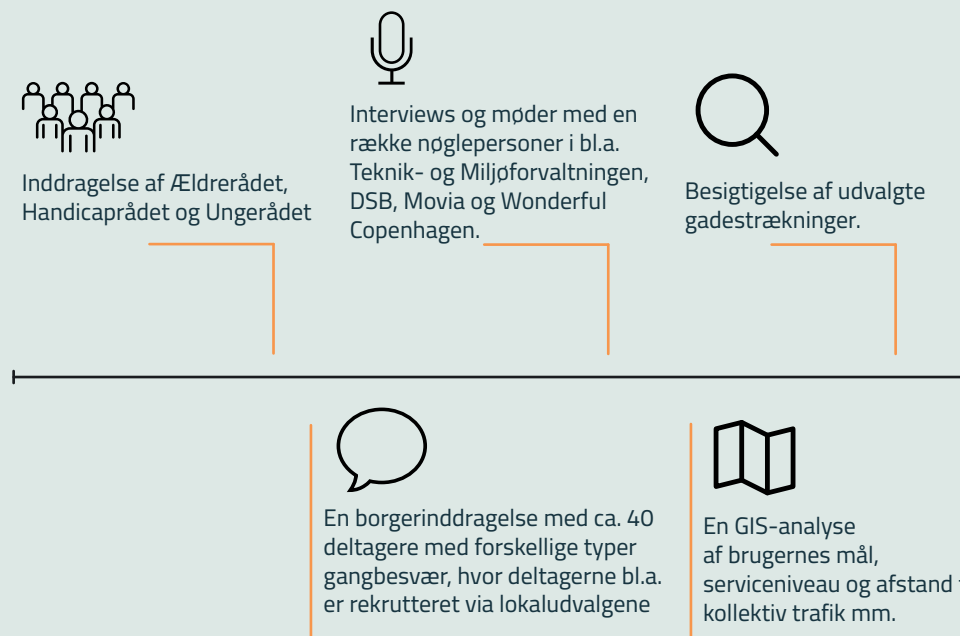 Inddragelse af Ældrerådet,
Handicaprådet og Ungerådet
Interviews og møder med en
række nøglepersoner i bl.a.
Teknik- og Miljøforvaltningen,
DSB, Movia og Wonderful
Copenhagen.
Besigtigelse af udvalgte
gadestrækninger.
En borgerinddragelse med ca. 40
deltagere med forskellige typer
gangbesvær, hvor deltagerne bl.a.
er rekrutteret via lokaludvalgene
En GIS-analyse
af brugernes mål,
serviceniveau og afstand
kollektiv trafik mm.